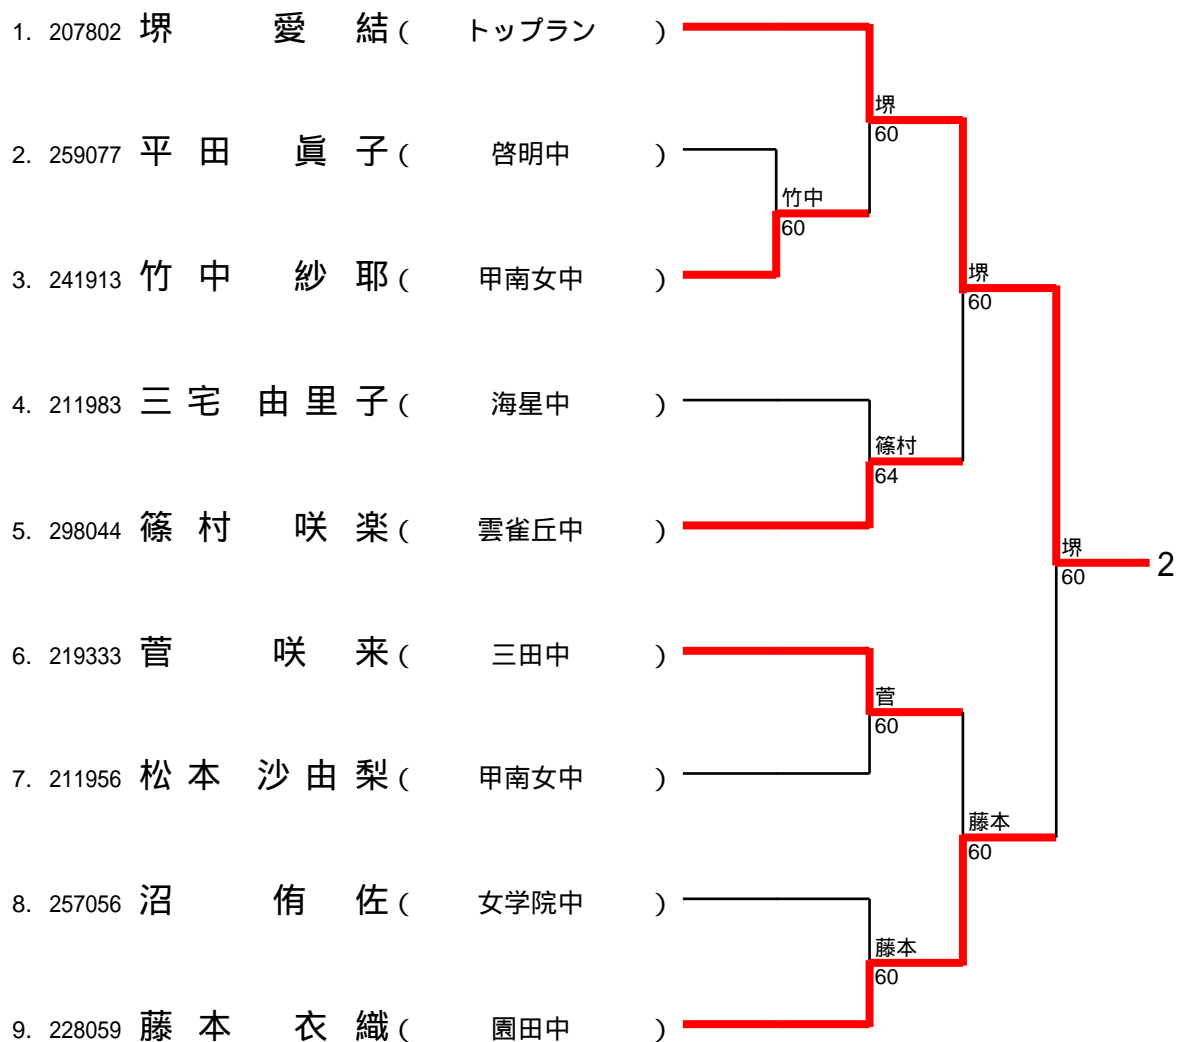 1. 207802 堺 愛 結 ( トップラン )
堺
60
2. 259077 平 田 眞 子 ( 啓明中 )
竹中
60
3. 241913 竹 中 紗 耶 ( 甲南女中 )
堺
60
4. 211983 三 宅 由 里 子 ( 海星中 )
篠村
64
5. 298044 篠 村 咲 楽 ( 雲雀丘中 )
堺
60
2
6. 219333 菅 咲 来 ( 三田中 )
菅
60
7. 211956 松 本 沙 由 梨 ( 甲南女中 )
藤本
60
8. 257056 沼 侑 佐 ( 女学院中 )
藤本
60
9. 228059 藤 本 衣 織 ( 園田中 )